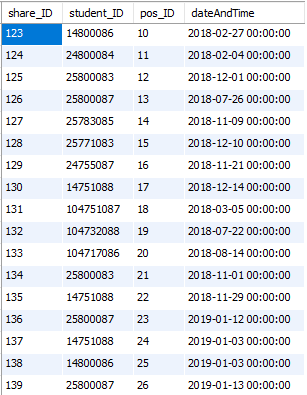 share_ID student_ID pos_ID dateAndTime
123 14800086 10 2018-02-27 00:00:00
124 24800084 11 2018-02-04 00:00:00
125 25800083 12 2018-12-01 00:00:00
126 25800087 13 2018-07-26 00:00:00
127 25783085 14 2018-11-09 00:00:00
128 25771083 15 2018-12-10 00:00:00
129 24755087 16 2018-11-21 00:00:00
130 14751088 17 2018-12-14 00:00:00
131 104751087 18 2018-03-05 00:00:00
132 104732088 19 2018-07-22 00:00:00
133 104717086 20 2018-08-14 00:00:00
134 25800083 21 2018-11-01 00:00:00
135 14751088 22 2018-11-29 00:00:00
136 25800087 23 2019-01-12 00:00:00
137 14751088 24 2019-01-03 00:00:00
138 14800086 25 2019-01-03 00:00:00
139 25800087 26 2019-01-13 00:00:00